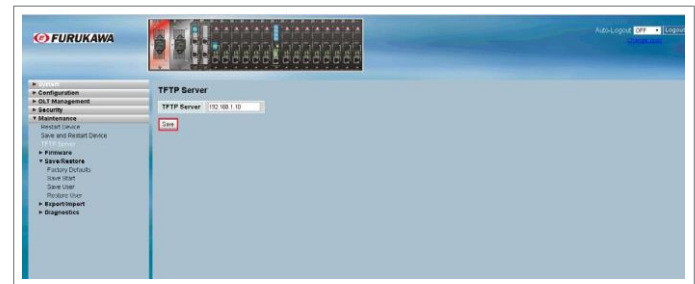 FURUKAWA
Auto-Logout OFF Logout
System
Configuration
OLT Management
Security
Maintenance
Restart Device
Save and Restart Device
TFTP Server
Firmware
Save/Restore
Factory Defaults
Save Start
Save User
Restore User
Export/Import
Diagnostics
TFTP Server
TFTP Server 192.168.1.10
Save